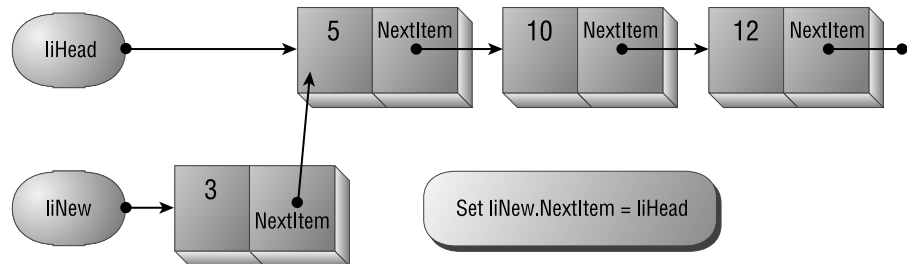 liHead
5
NextItem
10
NextItem
12
NextItem
liNew
3
NextItem
Set liNew.NextItem = liHead